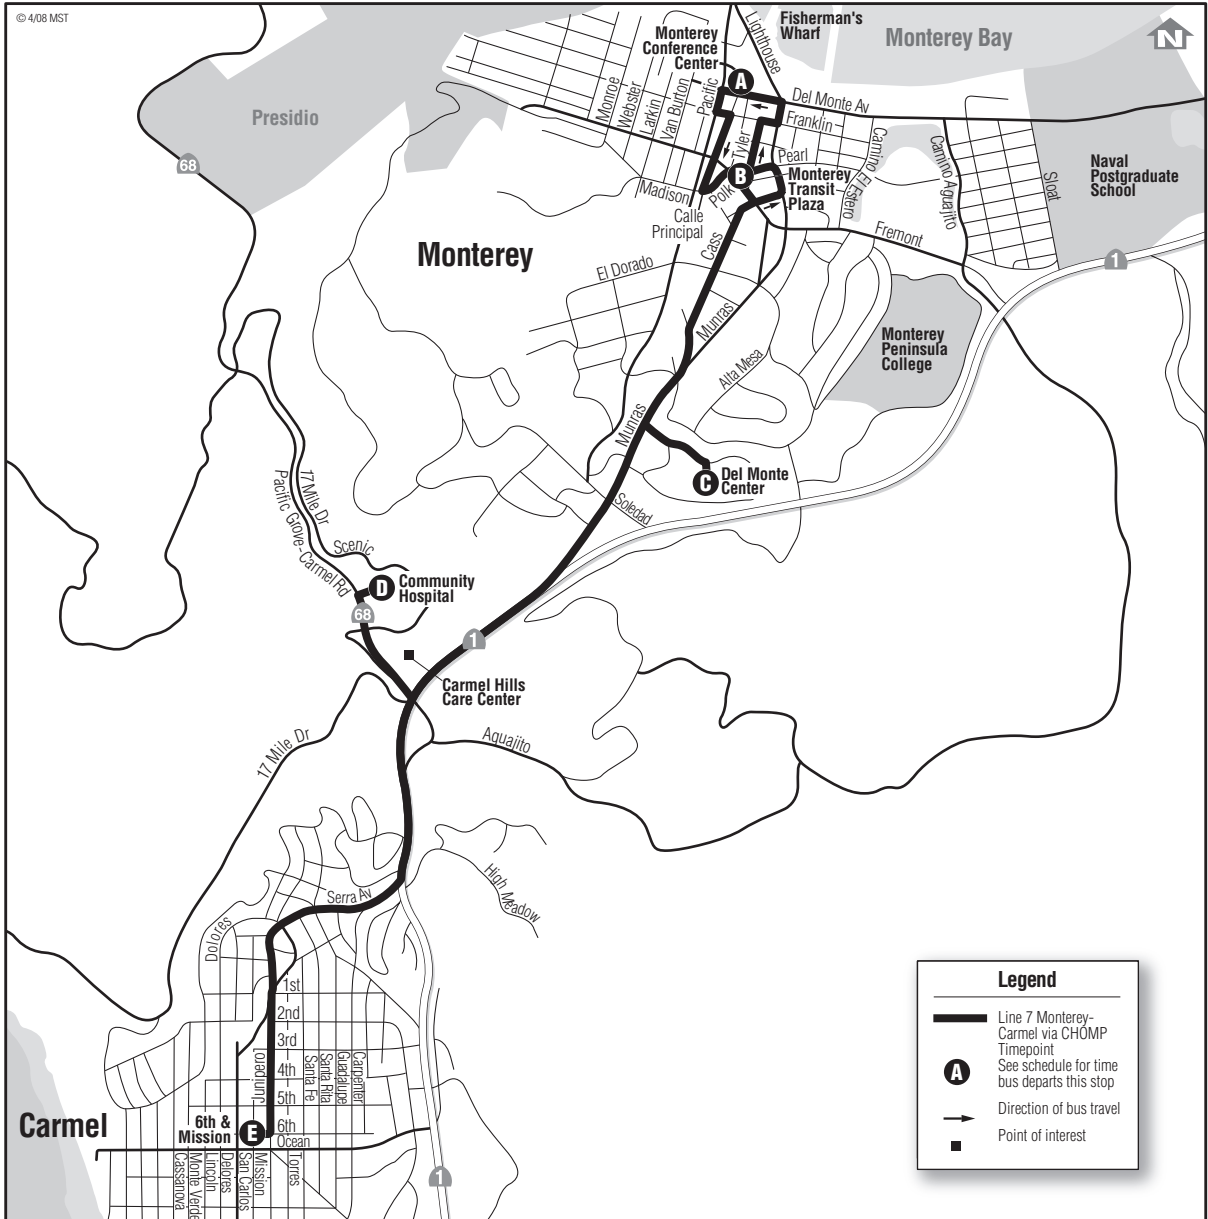 © 4/08 MST
Fisherman's
Wharf
Monterey Bay
N
Monterey
Conference
Center
Lighthouse
A
Del Monte Av
Franklin
Pacific
Van Burton
Larkin
Webster
Monroe
Presidio
68
Tyler
Pearl
B
Monterey
Transit
Plaza
Polk
Madison
Calle
Principal
Camino El Estero
Camino Aguajito
Sloat
Naval
Postgraduate
School
Fremont
1
Cass
Monterey
El Dorado
Munras
Alta Mesa
Monterey
Peninsula
College
Munras
C
Del Monte
Center
Soledad
17 Mile Dr
Pacific Grove-Carmel Rd
Scenic
D
Community
Hospital
68
1
Carmel Hills
Care Center
17 Mile Dr
Aguajito
High Meadow
Serra Av
Dolores
1st
2nd
3rd
4th
5th
6th
Ocean
Junipero
Santa Fe
Santa Rita
Guadalupe
Carpenter
6th &
Mission
E
Carmel
Cassanova
Monte Verde
Lincoln
Delores
San Carlos
Mission
Torres
1
Legend
Line 7 Monterey-
Carmel via CHOMP
Timepoint
A
See schedule for time
bus departs this stop
Direction of bus travel
Point of interest